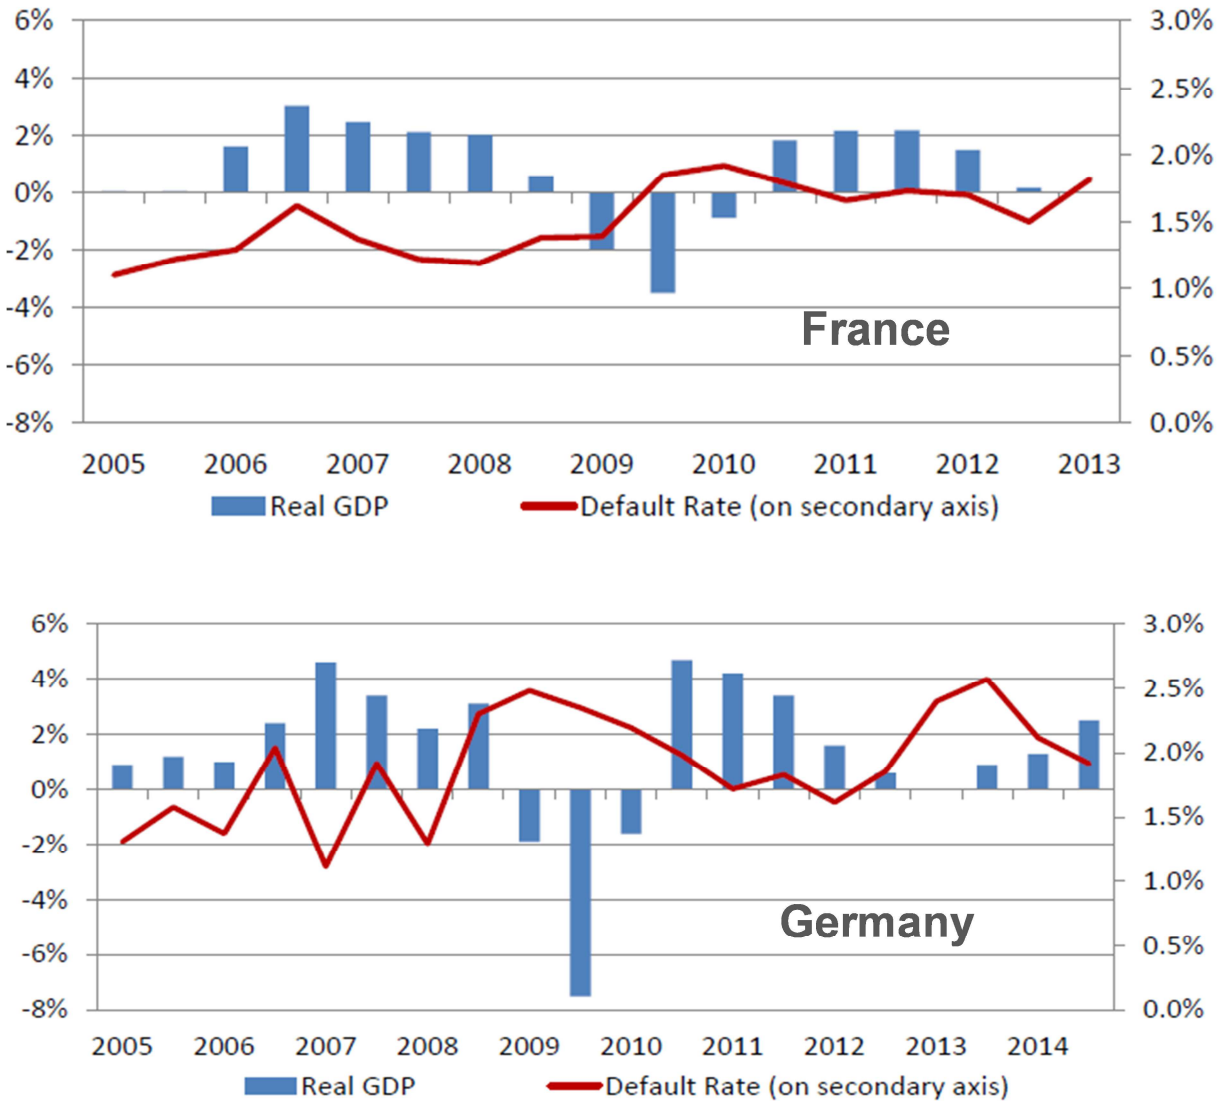 6% 3.0%
4% 2.5%
2% 2.0%
0% 1.5%
-2% 1.0%
-4% 0.5%
-6% 0.0%
-8%
France
2005 2006 2007 2008 2009 2010 2011 2012 2013
Real GDP Default Rate (on secondary axis)
6% 3.0%
4% 2.5%
2% 2.0%
0% 1.5%
-2% 1.0%
-4% 0.5%
-6% 0.0%
-8%
Germany
2005 2006 2007 2008 2009 2010 2011 2012 2013 2014
Real GDP Default Rate (on secondary axis)